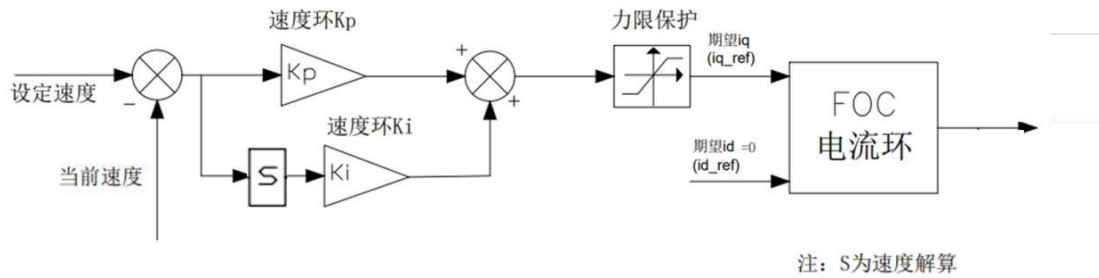 速度环Kp
力限保护
期望iq
(iq_ref)
+
Kp
设定速度
−
+
FOC
电流环
速度环Ki
期望id =0
(id_ref)
当前速度
S
Ki
注: S为速度解算